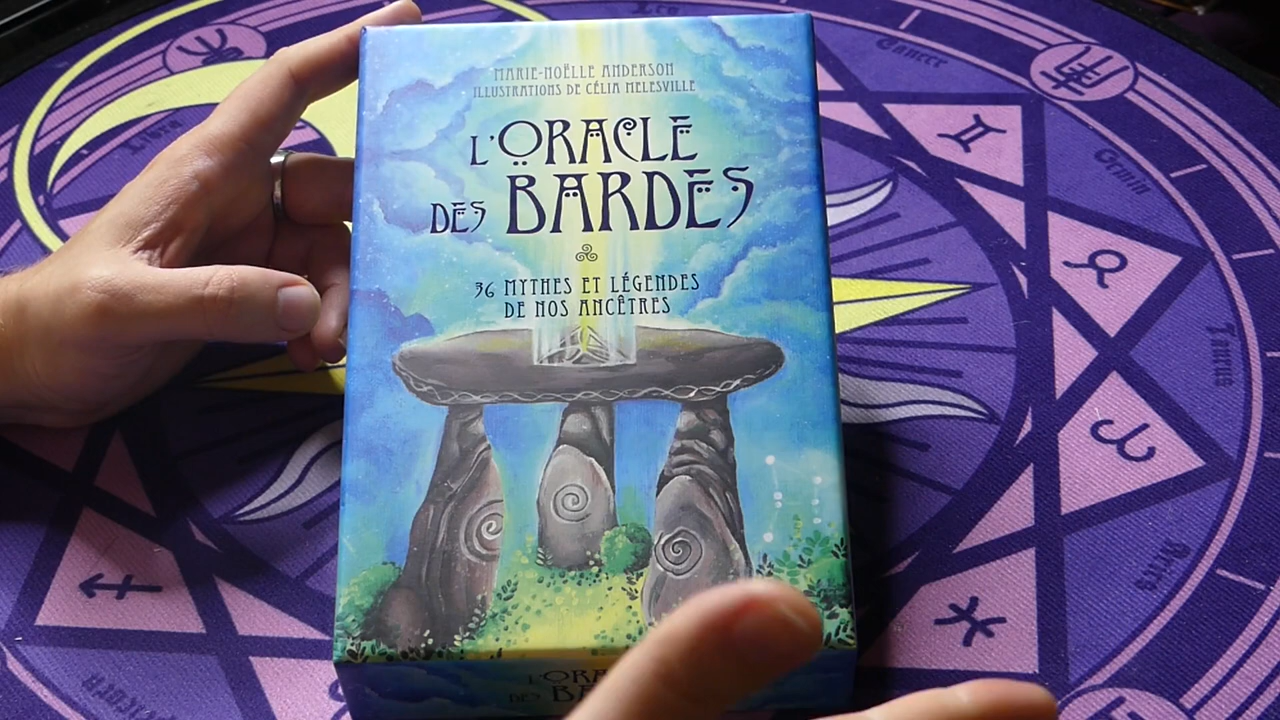 MARIE-NOËLLE ANDERSON
ILLUSTRATIONS DE CÉLIA MELESVILLE
L'ORACLE
DES BARDES
36 MYTHES ET LÉGENDES
DE NOS ANCÊTRES
Libra
Leo
Cancer
Gemini
Taurus
Aries